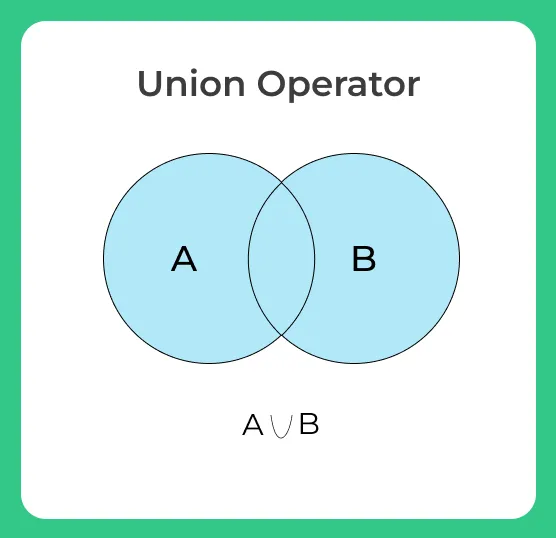 Union Operator
A B
A ∪ B